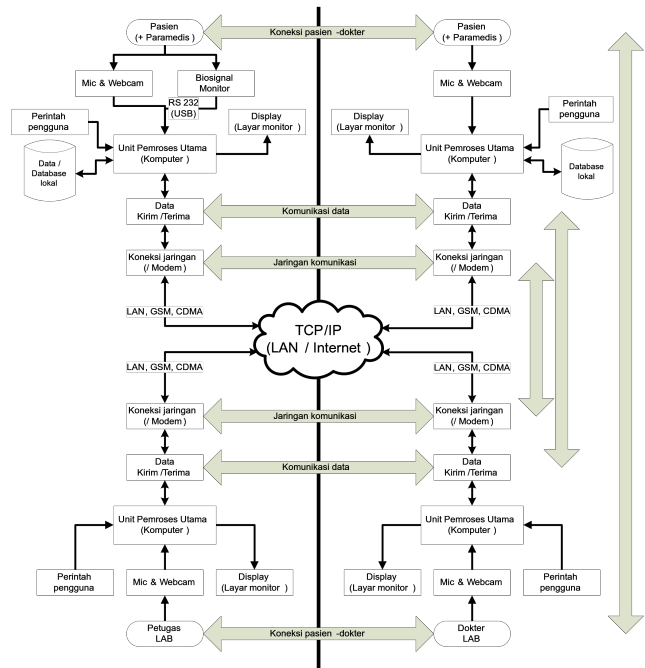 Pasien
(+ Paramedis)
Koneksi pasien -dokter
Pasien
(+ Paramedis)
Mic & Webcam
Biosignal
Monitor
Mic & Webcam
RS 232
(USB)
Perintah
pengguna
Display
(Layar monitor )
Display
(Layar monitor )
Perintah
pengguna
Data /
Database
lokal
Unit Pemroses Utama
(Komputer )
Unit Pemroses Utama
(Komputer )
Database
lokal
Data
Kirim /Terima
Komunikasi data
Data
Kirim /Terima
Koneksi jaringan
(/ Modem )
Jaringan komunikasi
Koneksi jaringan
(/ Modem )
LAN, GSM, CDMA
LAN, GSM, CDMA
TCP/IP
(LAN / Internet )
LAN, GSM, CDMA
LAN, GSM, CDMA
Koneksi jaringan
(/ Modem )
Jaringan komunikasi
Koneksi jaringan
(/ Modem )
Data
Kirim /Terima
Komunikasi data
Data
Kirim /Terima
Unit Pemroses Utama
(Komputer )
Unit Pemroses Utama
(Komputer )
Perintah
pengguna
Mic & Webcam
Display
(Layar monitor )
Display
(Layar monitor )
Mic & Webcam
Perintah
pengguna
Petugas
LAB
Koneksi pasien -dokter
Dokter
LAB